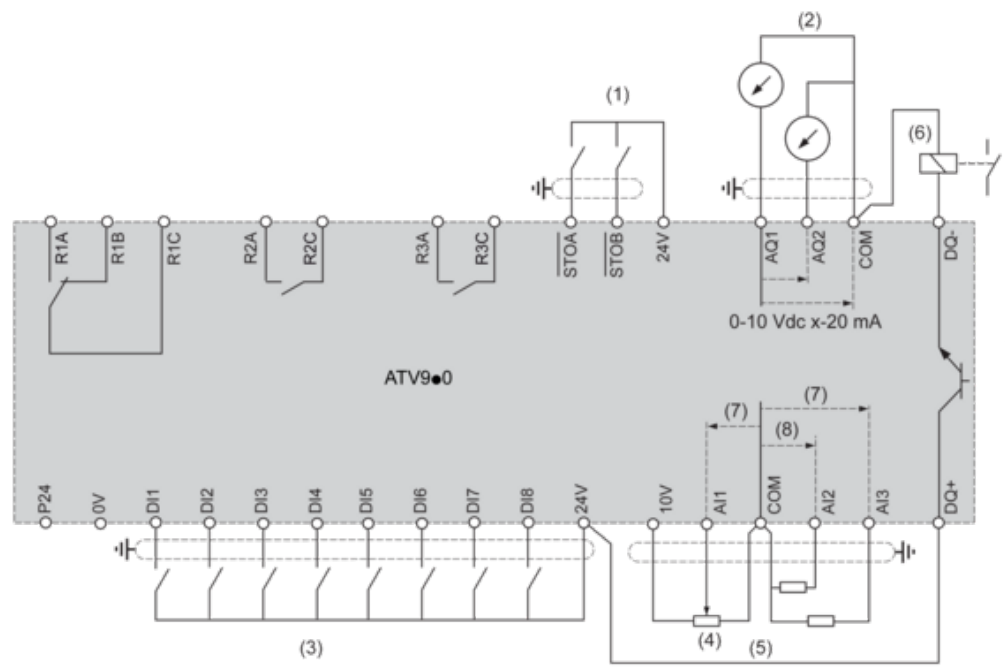 (2)
(1)
(6)
R1A
R1B
R1C
R2A
R2C
R3A
R3C
STOA
STOB
24V
AQ1
AQ2
COM
DQ-
0-10 Vdc x-20 mA
ATV9●0
(7)
(7)
(8)
P24
0V
DI1
DI2
DI3
DI4
DI5
DI6
DI7
DI8
24V
10V
AI1
COM
AI2
AI3
DQ+
(3)
(4)
(5)